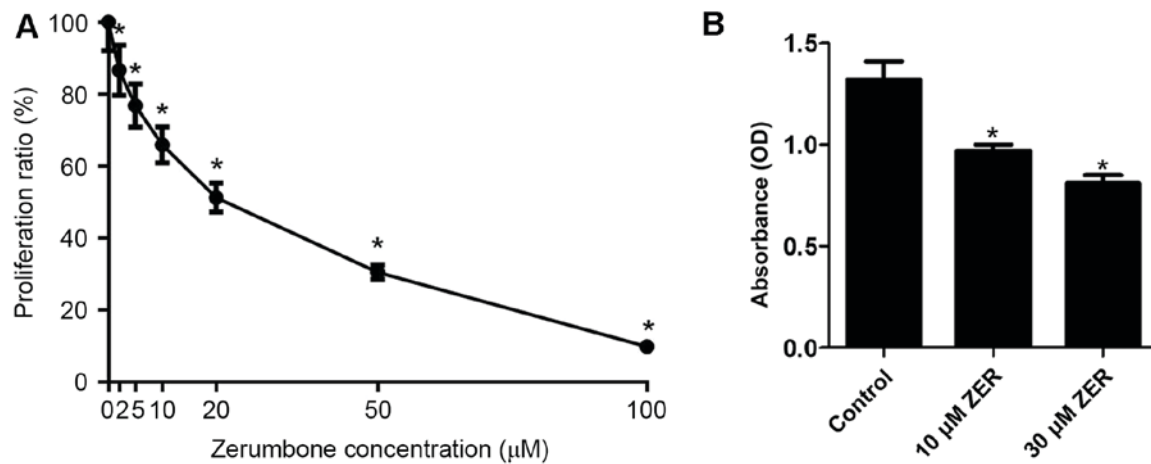 A
Proliferation ratio (%)
100
80
60
40
20
0
* * * * * *
0 2 5 10 20 50 100
Zerumbone concentration (μM)
B
Absorbance (OD)
1.5
1.0
0.5
0.0
* *
Control
10 μM ZER
30 μM ZER